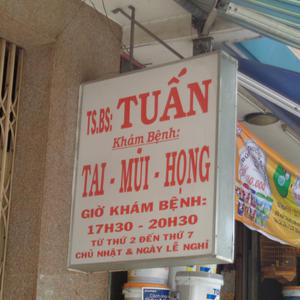 TS.BS: TUẤN
Khám Bệnh:
TAI - MŨI - HỌNG
GIỜ KHÁM BỆNH:
17H30 - 20H30
TỪ THỨ 2 ĐẾN THỨ 7
CHỦ NHẬT & NGÀY LỄ NGHỈ